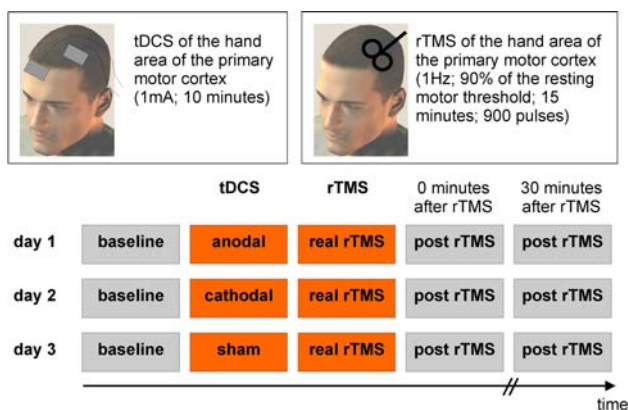 tDCS of the hand
area of the primary
motor cortex
(1mA; 10 minutes)
rTMS of the hand area of
the primary motor cortex
(1Hz; 90% of the resting
motor threshold; 15
minutes; 900 pulses)
tDCS rTMS 0 minutes after rTMS 30 minutes after rTMS
day 1 baseline anodal real rTMS post rTMS post rTMS
day 2 baseline cathodal real rTMS post rTMS post rTMS
day 3 baseline sham real rTMS post rTMS post rTMS
time